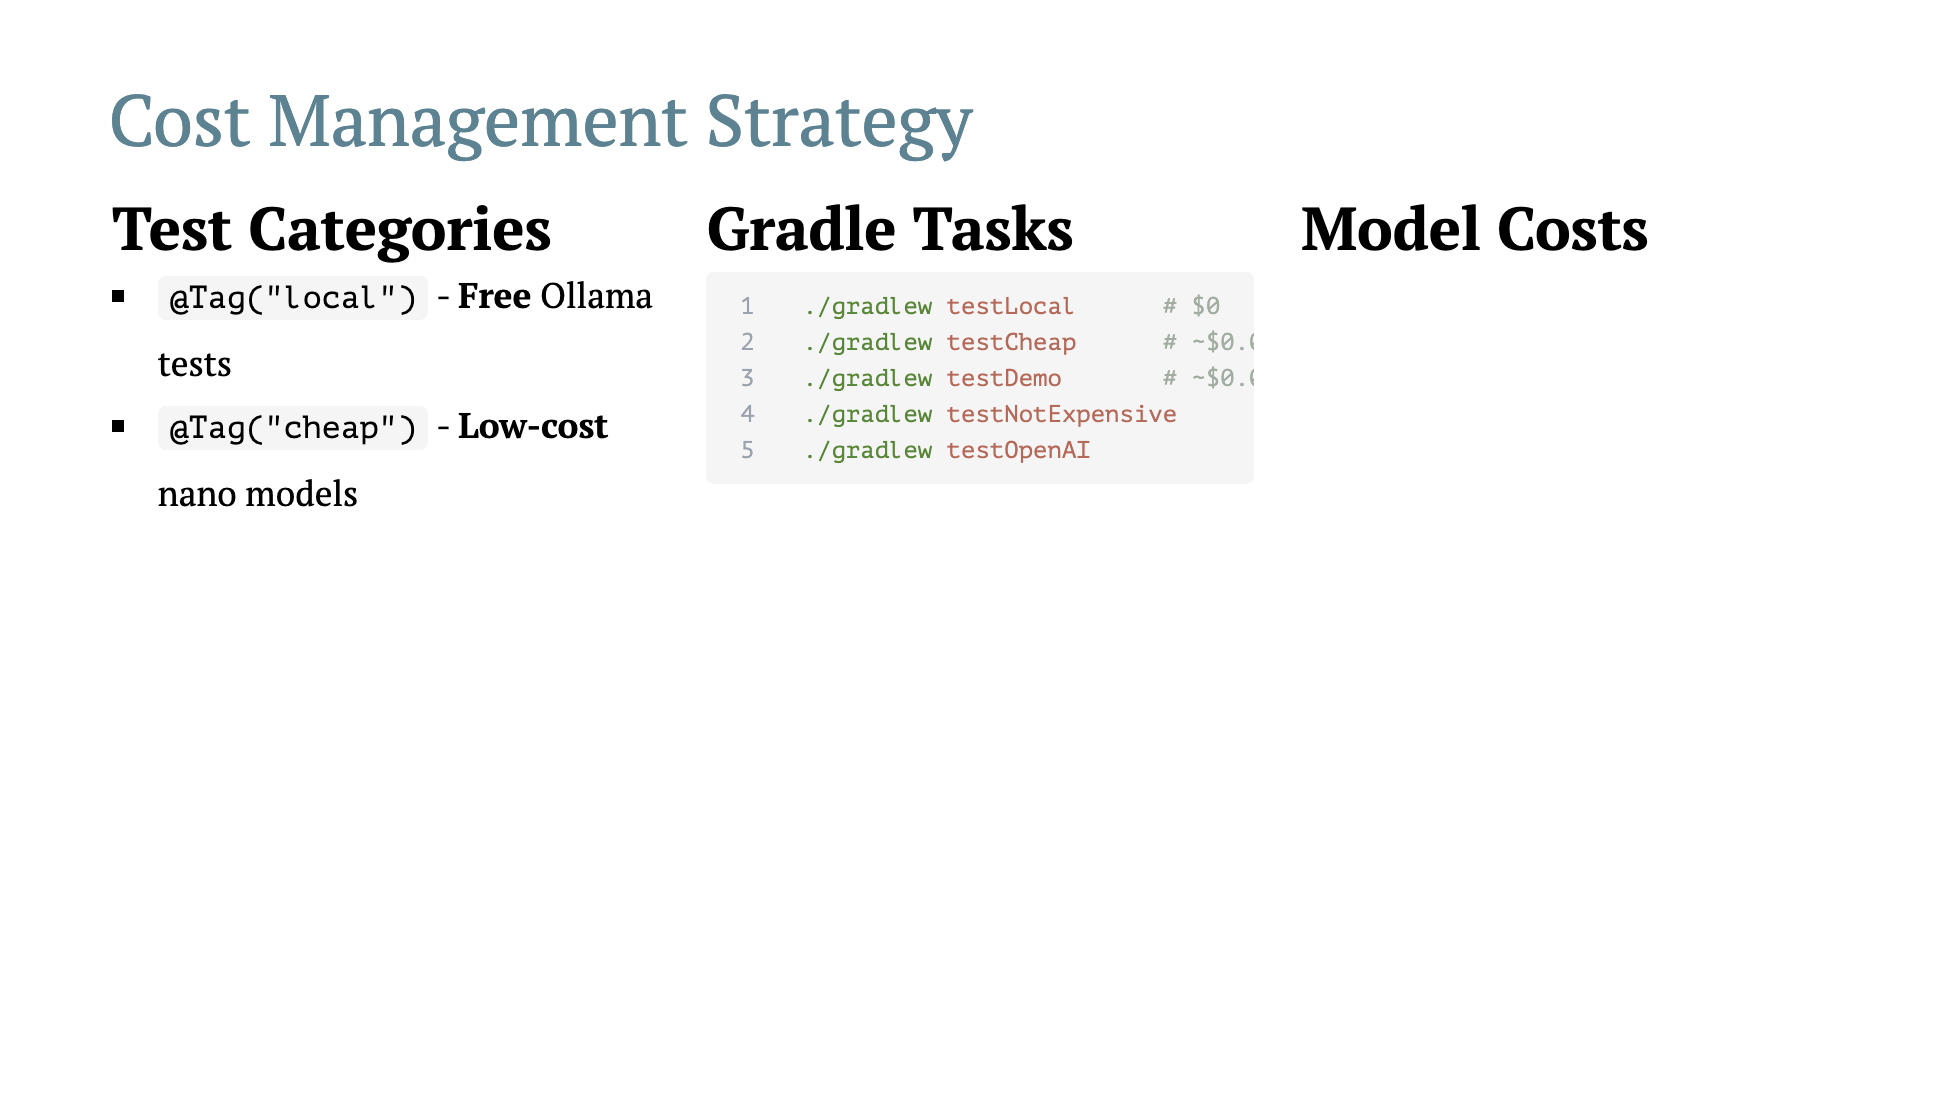 Cost Management Strategy
Test Categories
▪ @Tag("local") - Free Ollama
tests
▪ @Tag("cheap") - Low-cost
nano models
Gradle Tasks
1 ./gradlew testLocal # $0
2 ./gradlew testCheap # ~$0.0
3 ./gradlew testDemo # ~$0.0
4 ./gradlew testNotExpensive
5 ./gradlew testOpenAI
Model Costs